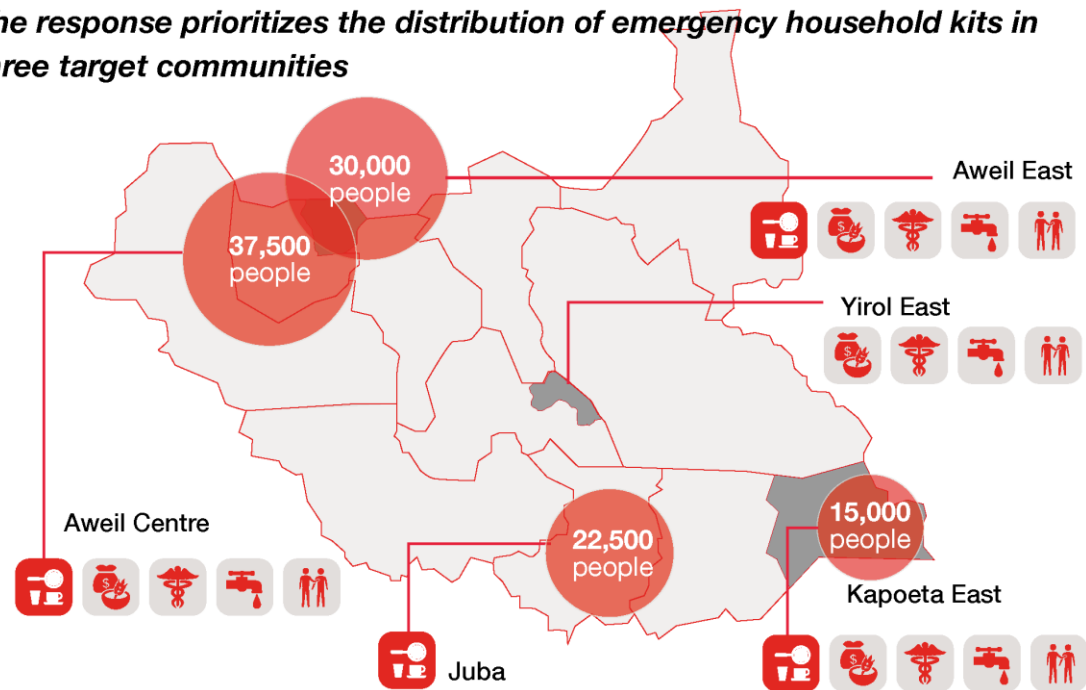 he response prioritizes the distribution of emergency household kits in
hree target communities
30,000
people
Aweil East
37,500
people
Yirol East
Aweil Centre
22,500
people
15,000
people
Kapoeta East
Juba